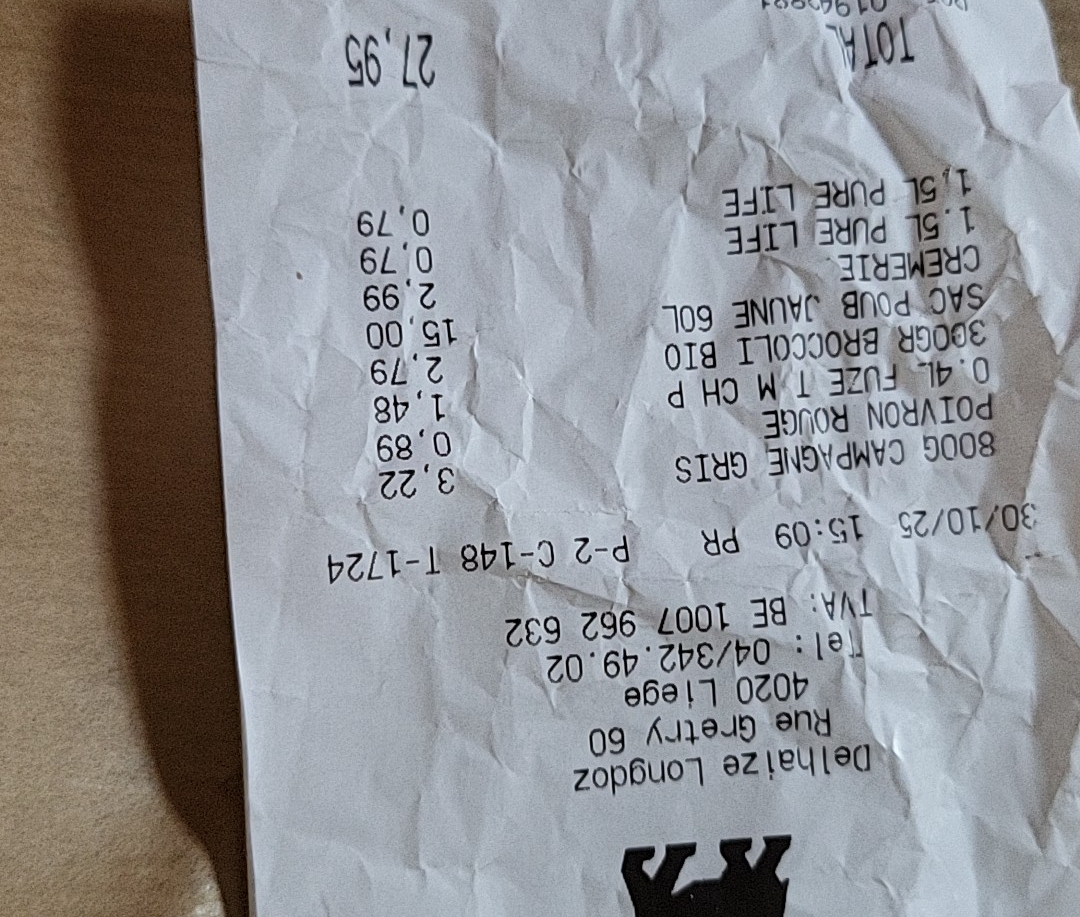 Delhaize Longdoz
Rue Gretry 60
4020 Liege
Tel: 04/342.49.02
TVA: BE 1007 962 632
30/10/25 15:09 PR P-2 C-148 T-1724
800G CAMPAGNE GRIS 3,22
POIVRON ROUGE 0,89
0.4L FUZE T M CH P 1,48
300GR BROCCOLI BIO 2,79
SAC POUB JAUNE 60L 15,00
CREMERIE 2,99
1.5L PURE LIFE 0,79
1,5L PURE LIFE 0,79
TOTAL 27,95